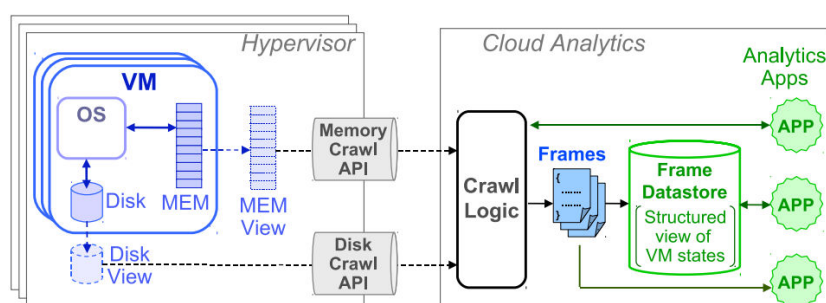 Hypervisor
Cloud Analytics
VM
OS
Disk
MEM
MEM
View
Disk
View
Memory
Crawl
API
Disk
Crawl
API
Crawl
Logic
Frames
{
......
......
}
Frame
Datastore
Structured
view of
VM states
Analytics
Apps
APP
APP
APP